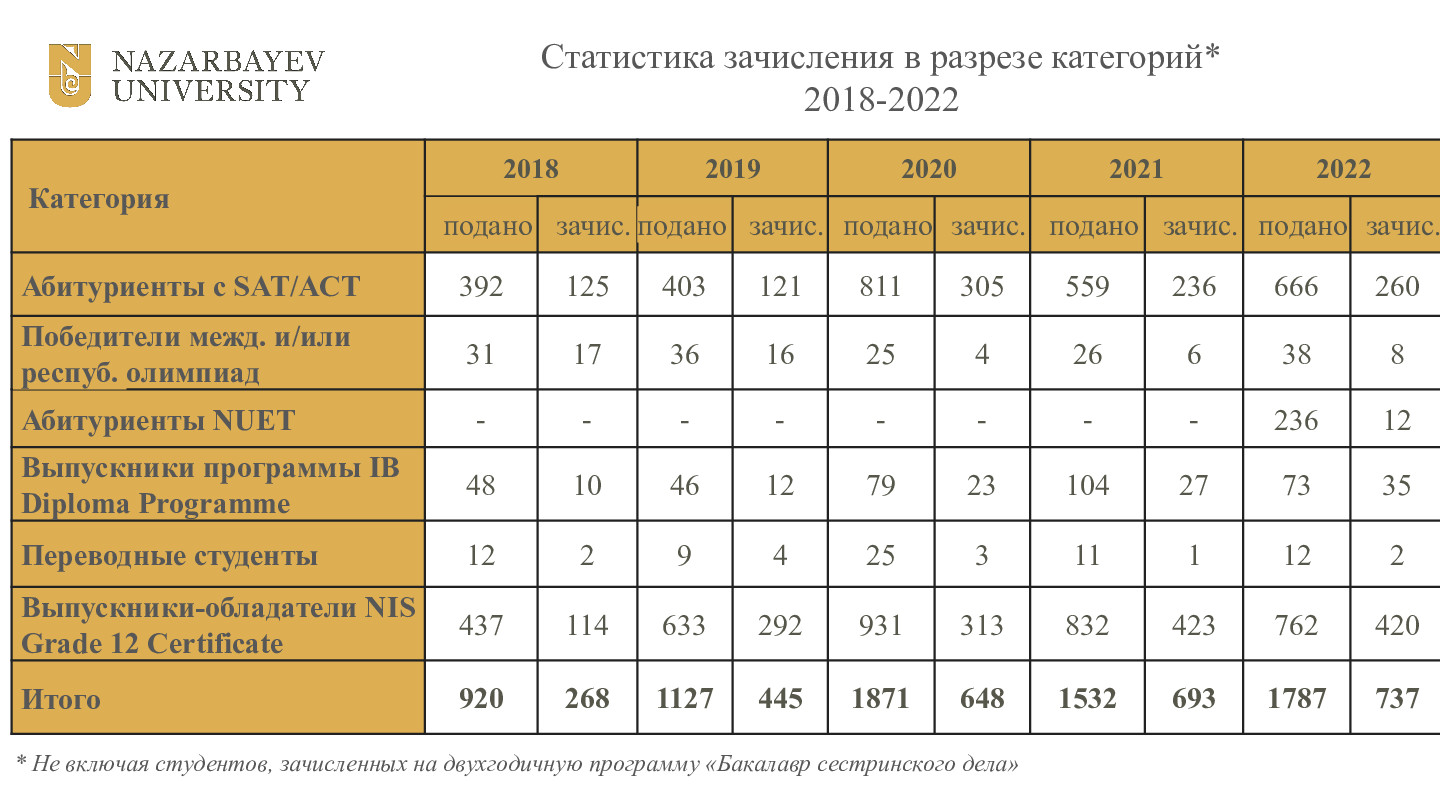 NAZARBAYEV
UNIVERSITY
Статистика зачисления в разрезе категорий*
2018-2022
Категория 2018 2019 2020 2021 2022
подано зачис. подано зачис. подано зачис. подано зачис. подано зачис.
Абитуриенты с SAT/ACT 392 125 403 121 811 305 559 236 666 260
Победители межд. и/или
респуб. олимпиад 31 17 36 16 25 4 26 6 38 8
Абитуриенты NUET - - - - - - - - 236 12
Выпускники программы IB
Diploma Programme 48 10 46 12 79 23 104 27 73 35
Переводные студенты 12 2 9 4 25 3 11 1 12 2
Выпускники-обладатели NIS
Grade 12 Certificate 437 114 633 292 931 313 832 423 762 420
Итого 920 268 1127 445 1871 648 1532 693 1787 737
* Не включая студентов, зачисленных на двухгодичную программу «Бакалавр сестринского дела»